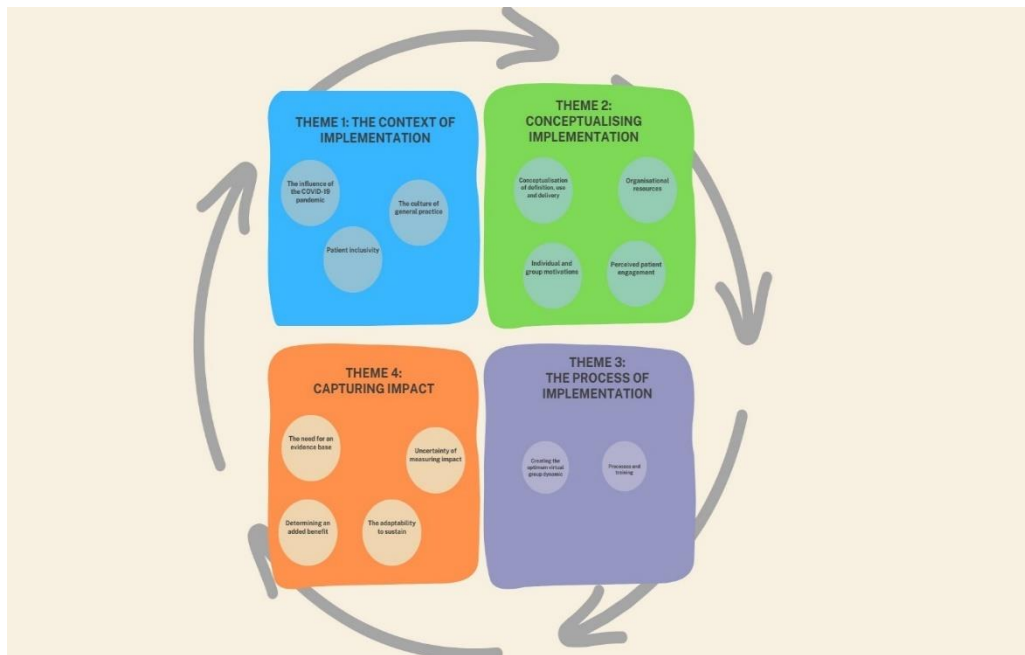 THEME 1: THE CONTEXT OF
IMPLEMENTATION
The influence of
the COVID-19
pandemic
The culture of
general practice
Patient inclusivity
THEME 2:
CONCEPTUALISING
IMPLEMENTATION
Conceptualisation
of definition, use
and delivery
Organisational
resources
Individual and
group motivations
Perceived patient
engagement
THEME 3:
THE PROCESS OF
IMPLEMENTATION
Creating the
optimum virtual
group dynamic
Processes and
training
THEME 4:
CAPTURING IMPACT
The need for an
evidence base
Uncertainty of
measuring impact
Determining an
added benefit
The adaptability
to sustain